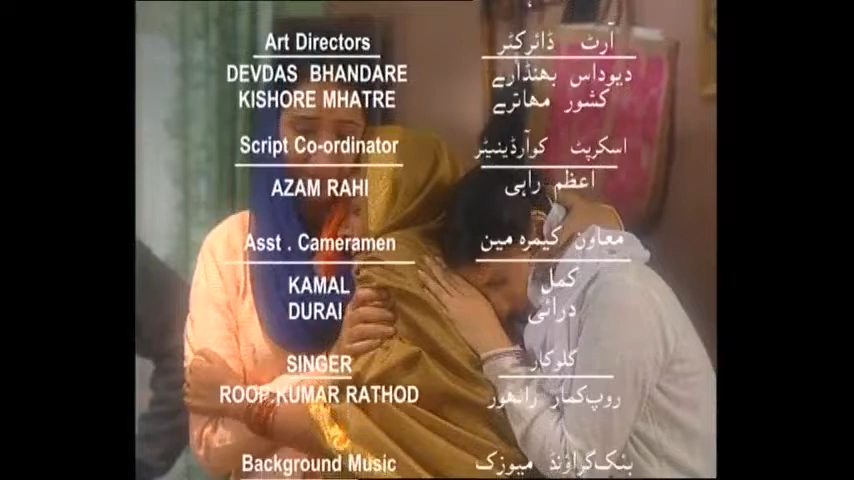 Art Directors
آرٹ ڈائرکٹر
DEVDAS BHANDARE
دیوداس بھنڈارے
KISHORE MHATRE
کشور مھاترے
Script Co-ordinator
اسکرپٹ کوآرڈینیٹر
AZAM RAHI
اعظم راہی
Asst . Cameramen
معاون کیمرہ مین
KAMAL
کمل
DURAI
درائی
SINGER
گلوکار
ROOP KUMAR RATHOD
روپ کمار راٹھور
Background Music
بنک گراؤنڈ میوزک